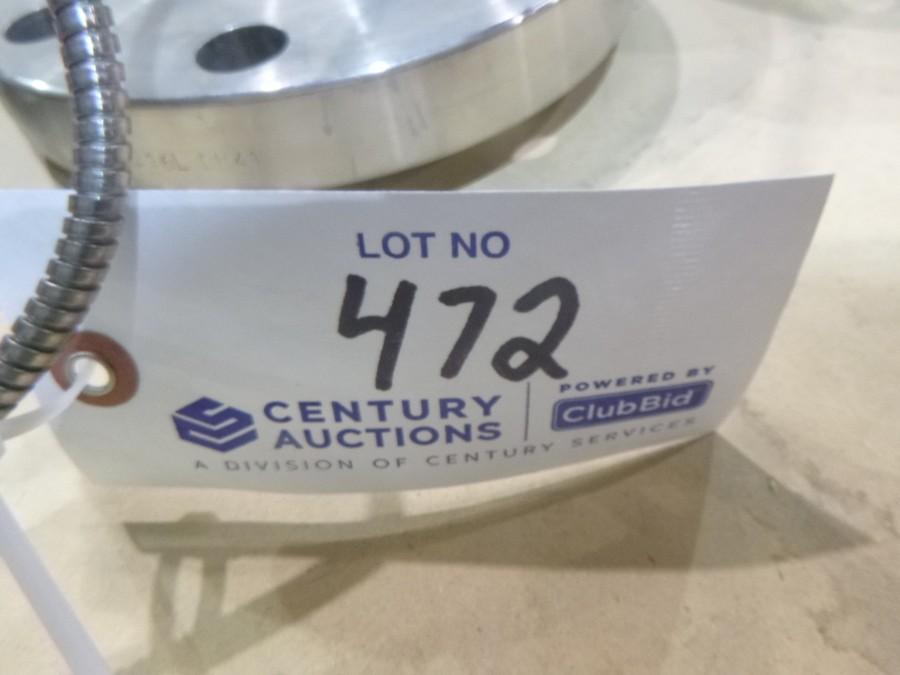 LOT NO
472
CENTURY
AUCTIONS
POWERED BY
ClubBid
A DIVISION OF CENTURY SERVICES